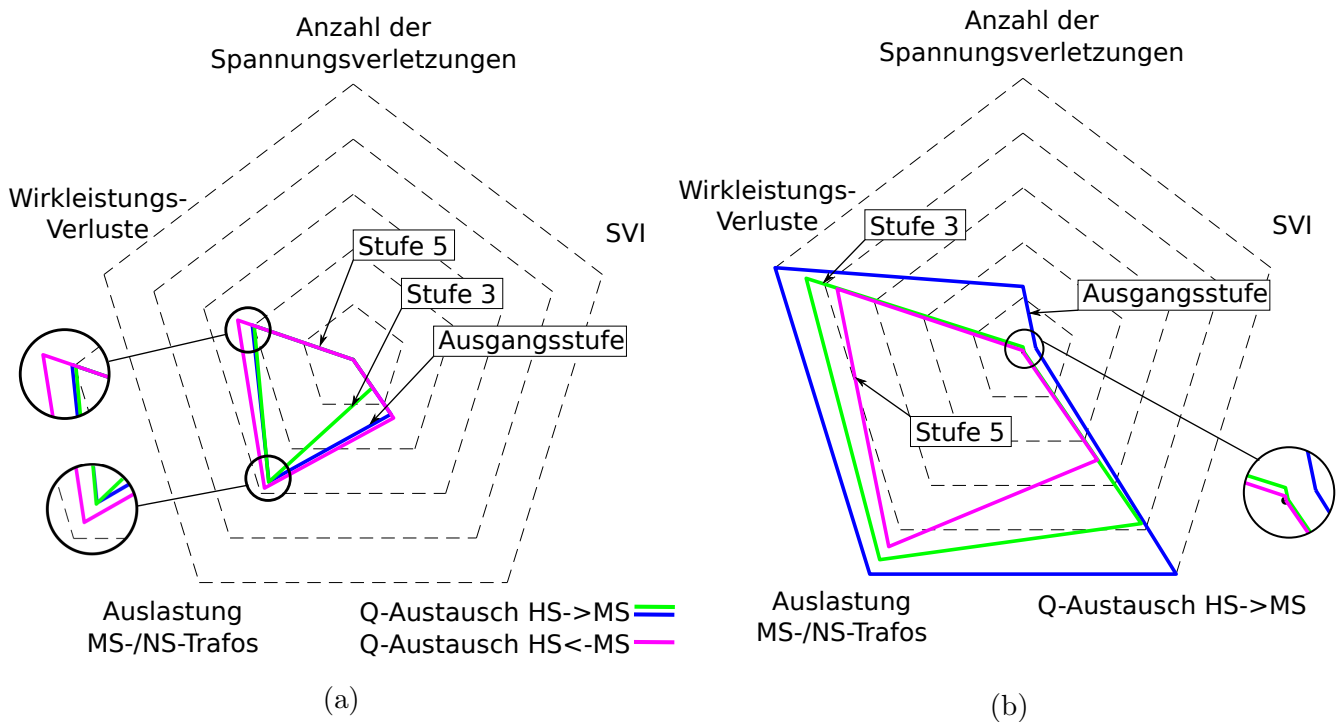 Anzahl der
Spannungsverletzungen
Wirkleistungs-
Verluste
SVI
Stufe 5
Stufe 3
Ausgangsstufe
Auslastung
MS-/NS-Trafos
Q-Austausch HS->MS
Q-Austausch HS<-MS
(a)
Anzahl der
Spannungsverletzungen
Wirkleistungs-
Verluste
SVI
Stufe 3
Ausgangsstufe
Stufe 5
Auslastung
MS-/NS-Trafos
Q-Austausch HS->MS
(b)